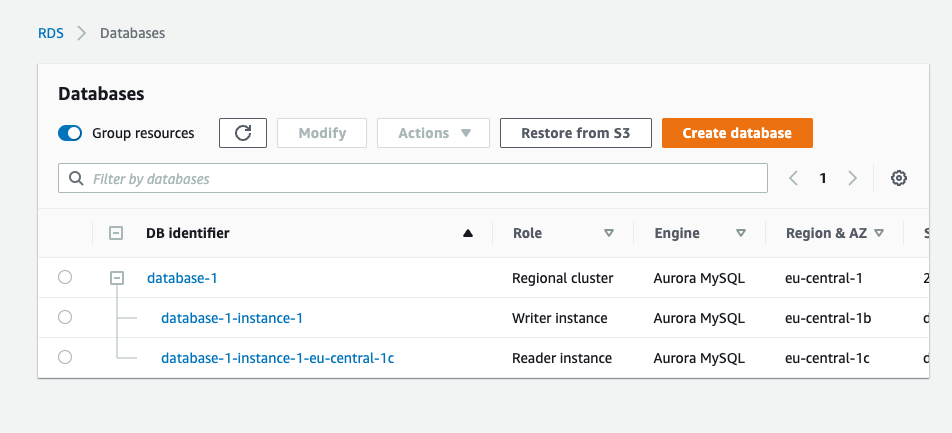 RDS > Databases
Databases
Group resources Modify Actions Restore from S3 Create database
Filter by databases 1
DB identifier Role Engine Region & AZ S
database-1 Regional cluster Aurora MySQL eu-central-1 2
database-1-instance-1 Writer instance Aurora MySQL eu-central-1b d
database-1-instance-1-eu-central-1c Reader instance Aurora MySQL eu-central-1c d